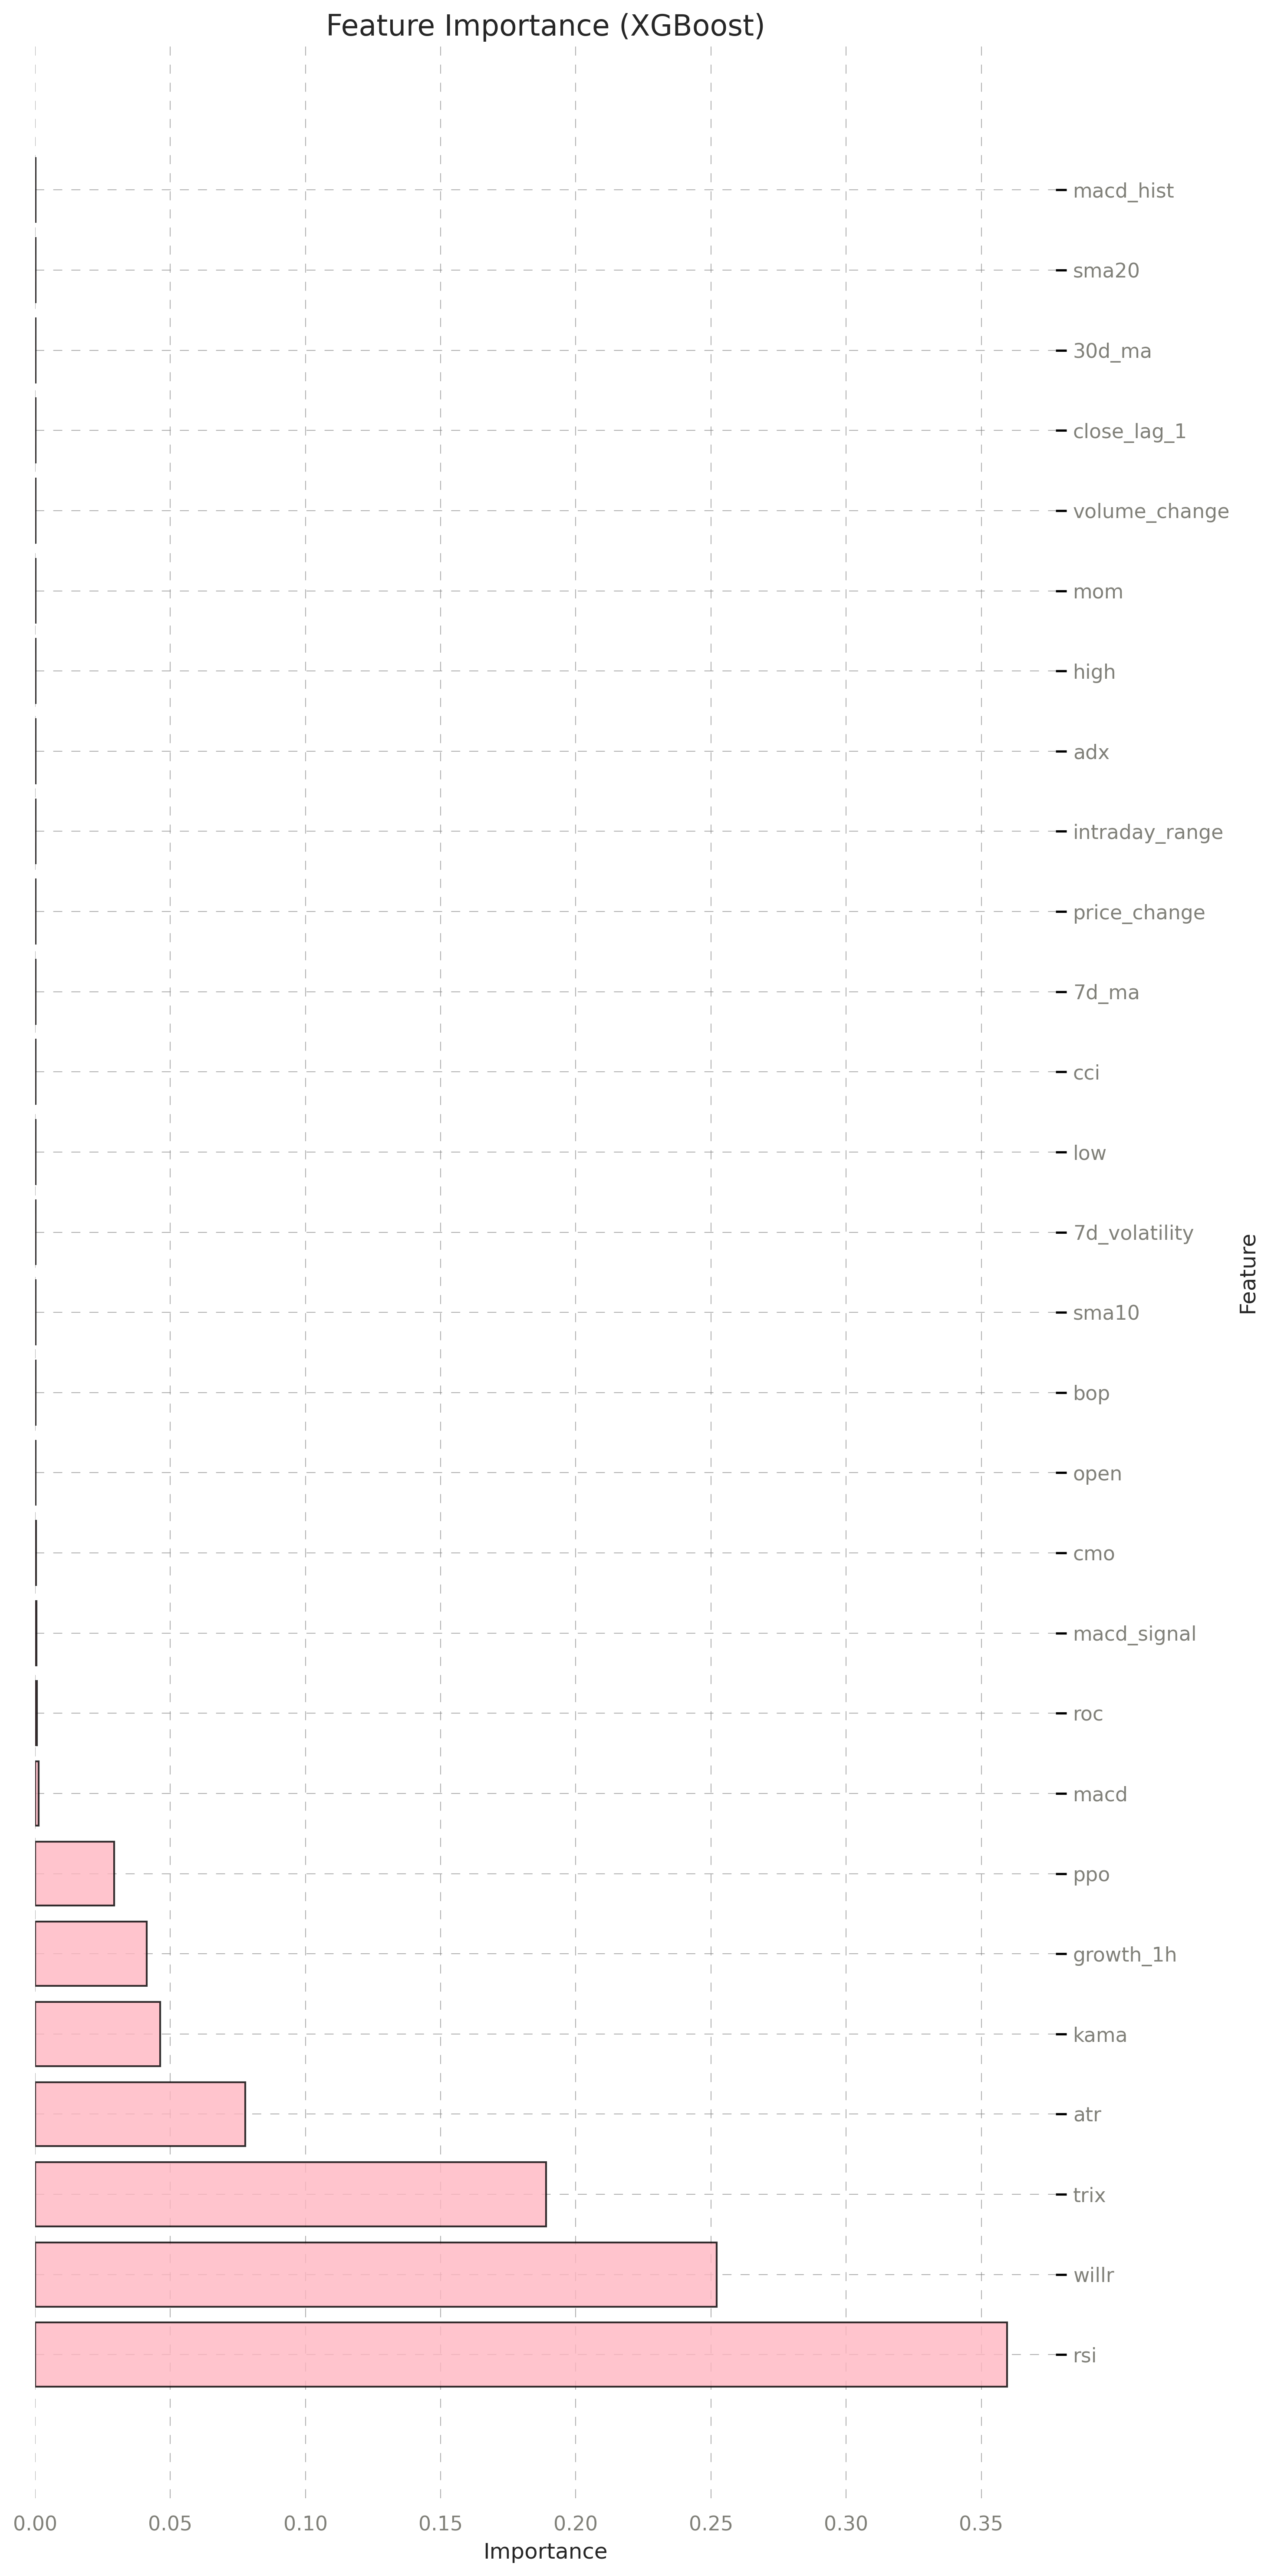 Feature Importance (XGBoost)
macd_hist
sma20
30d_ma
close_lag_1
volume_change
mom
high
adx
intraday_range
price_change
7d_ma
cci
low
7d_volatility
sma10
bop
open
cmo
macd_signal
roc
macd
ppo
growth_1h
kama
atr
trix
willr
rsi
Feature
0.00 0.05 0.10 0.15 0.20 0.25 0.30 0.35
Importance